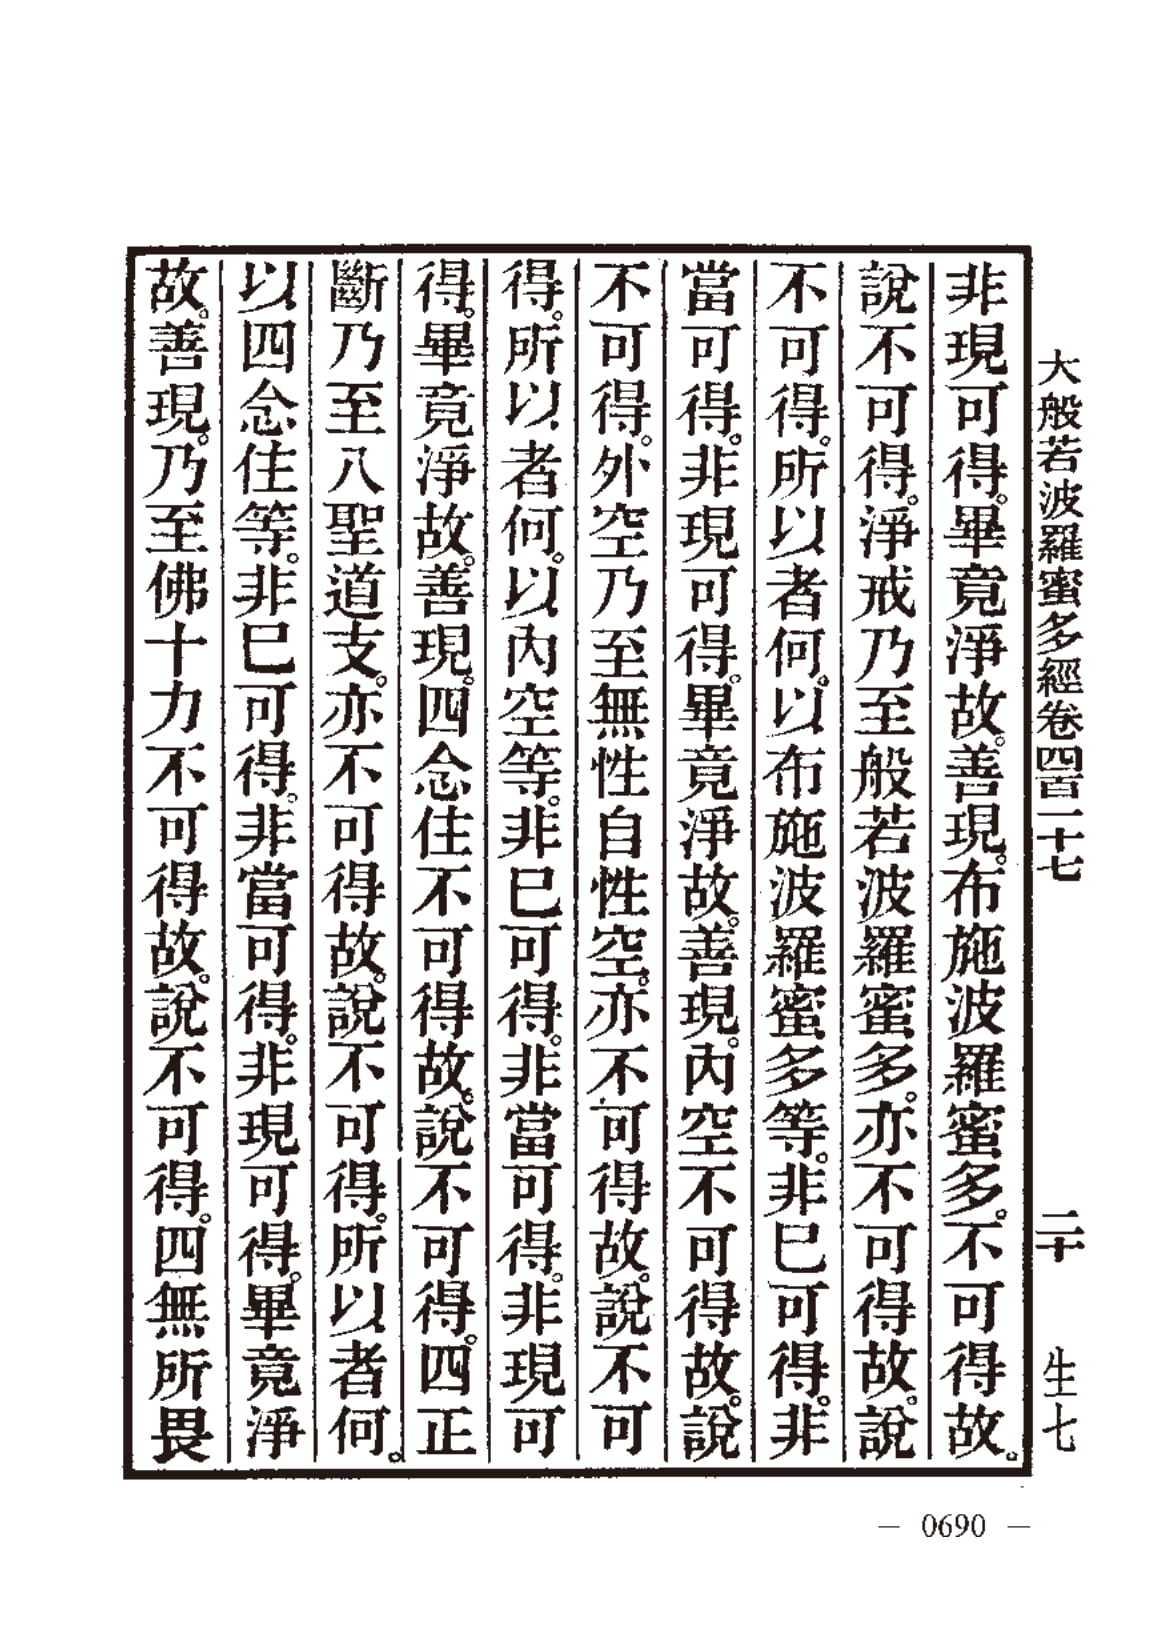 大般若波羅蜜多經卷四百二十七 二十 生七
非現可得。畢竟淨故。善現。布施波羅蜜多。不可得故。
說不可得。淨戒乃至般若波羅蜜多。亦不可得故。說
不可得。所以者何。以布施波羅蜜多等。非巳可得。非
當可得。非現可得。畢竟淨故。善現。內空不可得故。說
不可得。外空乃至無性自性空。亦不可得故。說不可
得。所以者何。以內空等。非巳可得。非當可得。非現可
得。畢竟淨故。善現。四念住不可得故。說不可得。四正
斷乃至八聖道支。亦不可得故。說不可得。所以者何。
以四念住等。非巳可得。非當可得。非現可得。畢竟淨
故。善現。乃至佛十力不可得故。說不可得。四無所畏
— 0690 —